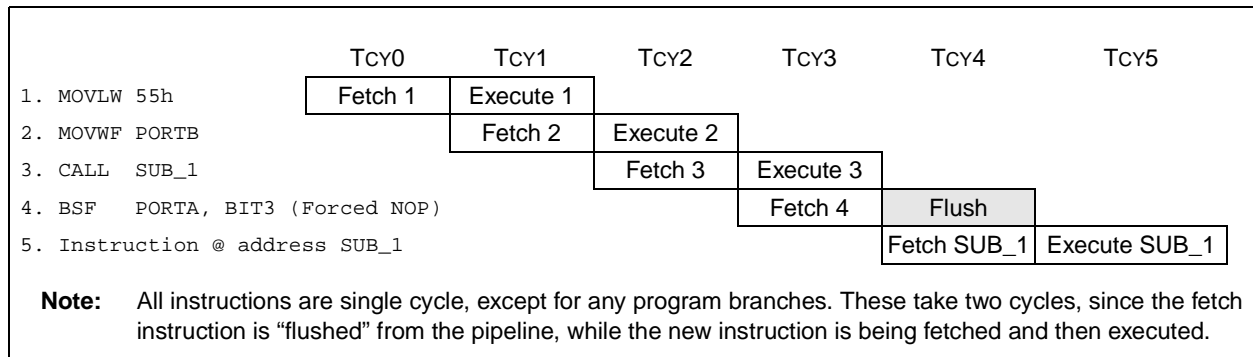 TCY0 TCY1 TCY2 TCY3 TCY4 TCY5
1. MOVLW 55h Fetch 1 Execute 1
2. MOVWF PORTB Fetch 2 Execute 2
3. CALL SUB_1 Fetch 3 Execute 3
4. BSF PORTA, BIT3 (Forced NOP) Fetch 4 Flush
5. Instruction @ address SUB_1 Fetch SUB_1 Execute SUB_1
Note: All instructions are single cycle, except for any program branches. These take two cycles, since the fetch
instruction is “flushed” from the pipeline, while the new instruction is being fetched and then executed.